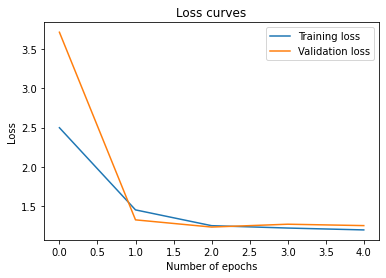 Loss curves
Training loss
Validation loss
3.5
3.0
2.5
2.0
1.5
Loss
0.0 0.5 1.0 1.5 2.0 2.5 3.0 3.5 4.0
Number of epochs